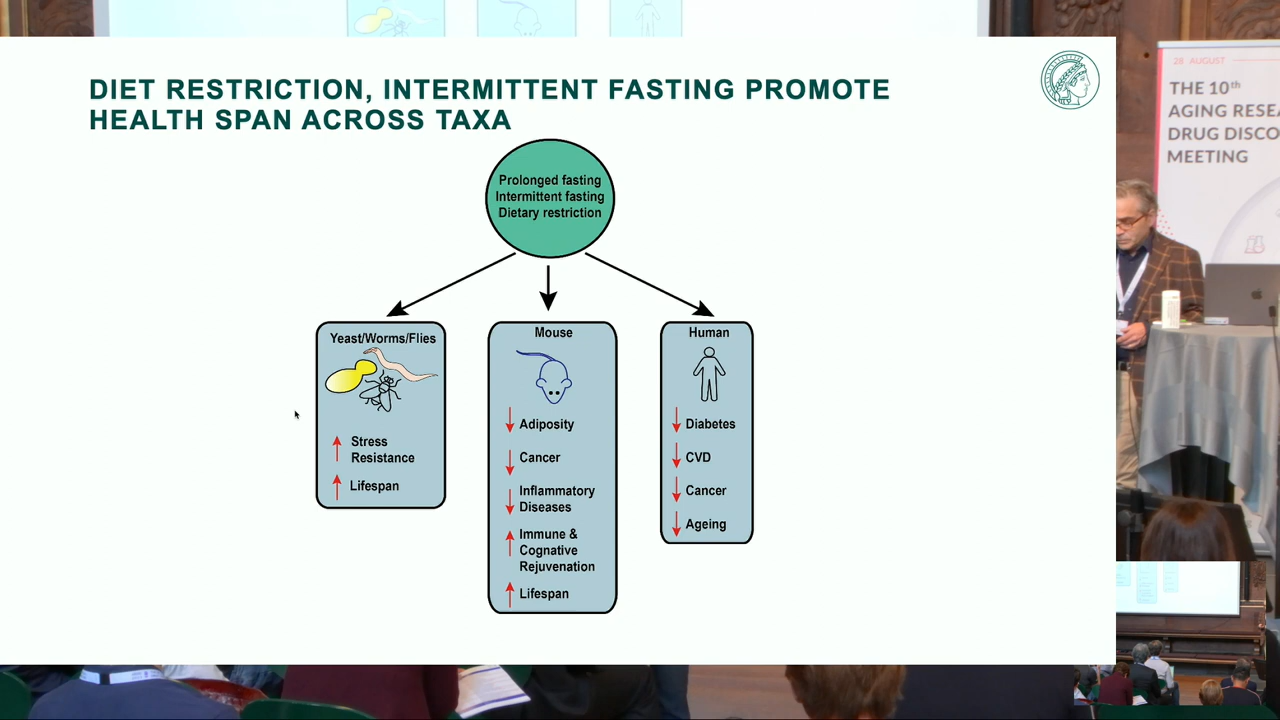 DIET RESTRICTION, INTERMITTENT FASTING PROMOTE
HEALTH SPAN ACROSS TAXA
Prolonged fasting
Intermittent fasting
Dietary restriction
Yeast/Worms/Flies
Stress
Resistance
Lifespan
Mouse
Adiposity
Cancer
Inflammatory
Diseases
Immune &
Cognative
Rejuvenation
Lifespan
Human
Diabetes
CVD
Cancer
Ageing
28 AUGUST
THE 10th
AGING RESEA
DRUG DISCO
MEETING